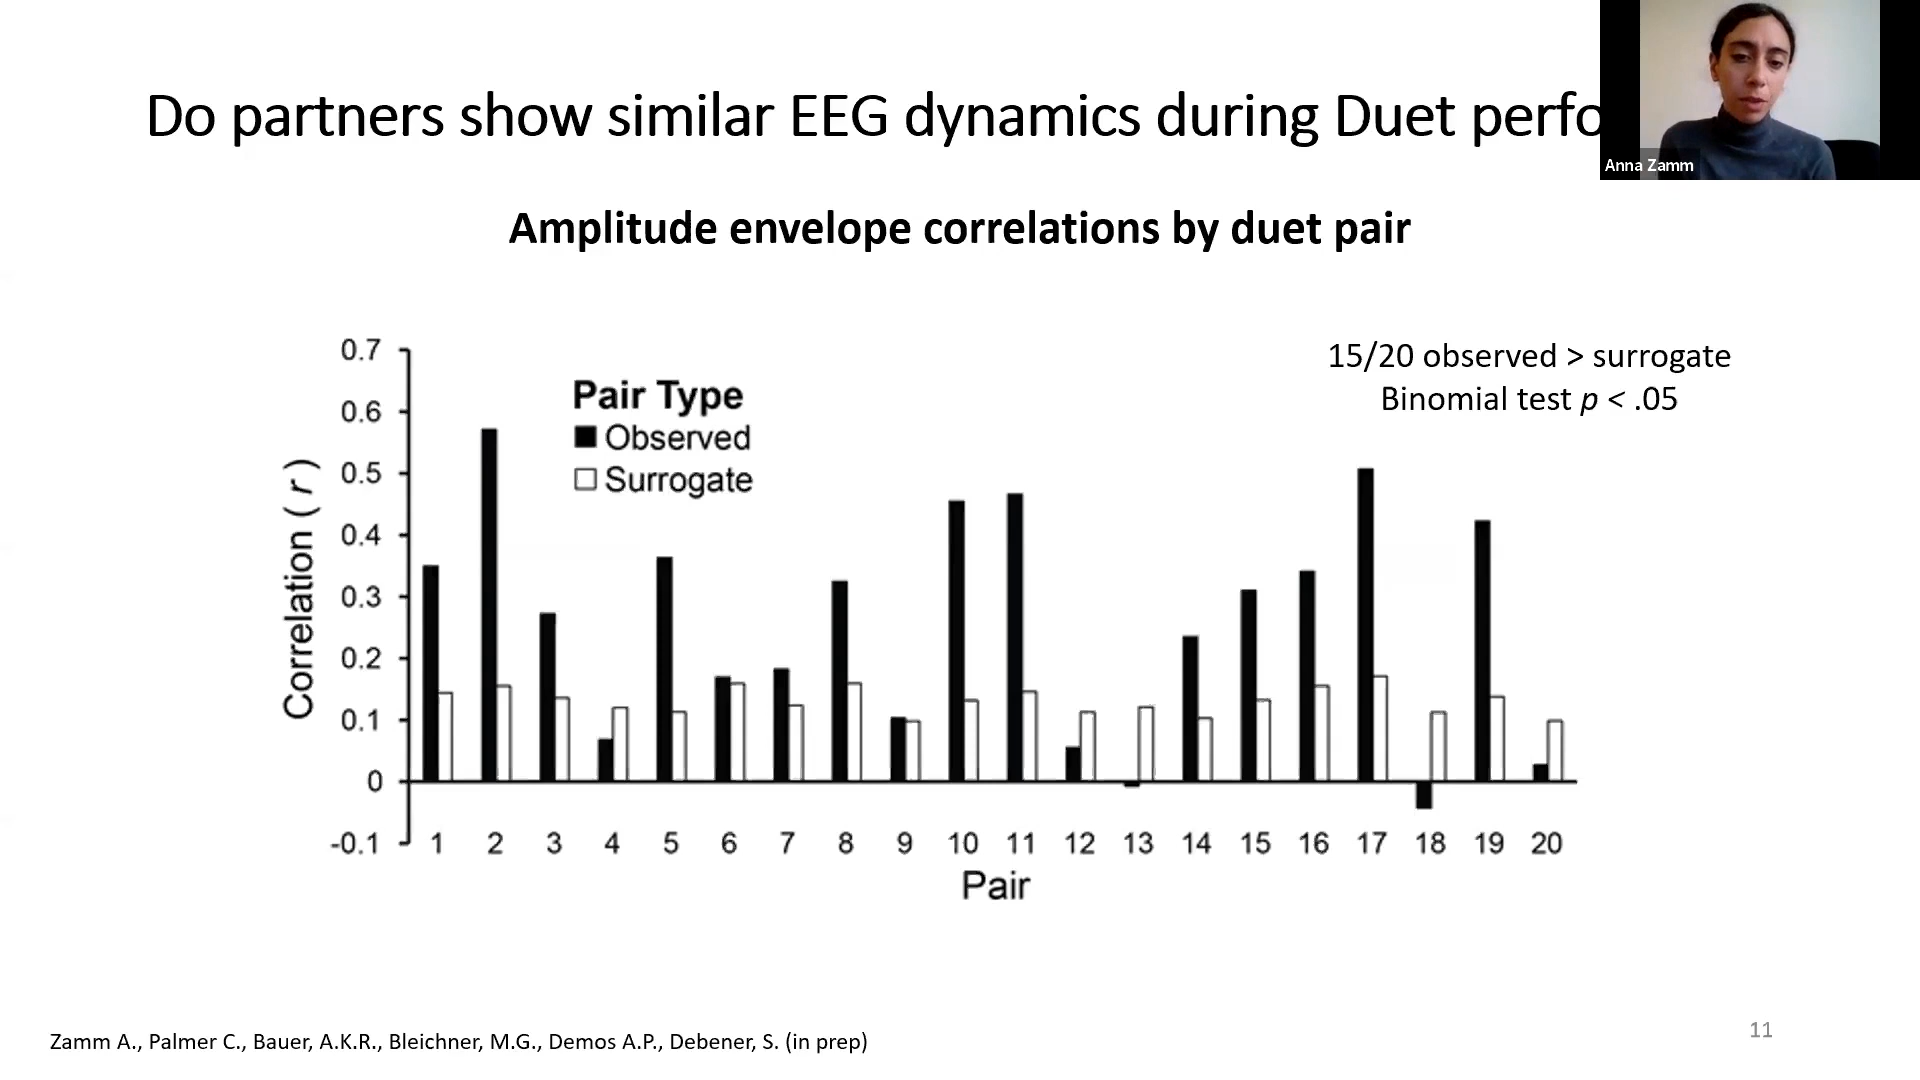 Do partners show similar EEG dynamics during Duet perfo
Anna Zamm
Amplitude envelope correlations by duet pair
15/20 observed > surrogate
Binomial test p < .05
Pair Type
Observed
Surrogate
Correlation ( r )
0.7
0.6
0.5
0.4
0.3
0.2
0.1
0
-0.1
1 2 3 4 5 6 7 8 9 10 11 12 13 14 15 16 17 18 19 20
Pair
Zamm A., Palmer C., Bauer, A.K.R., Bleichner, M.G., Demos A.P., Debener, S. (in prep)
11